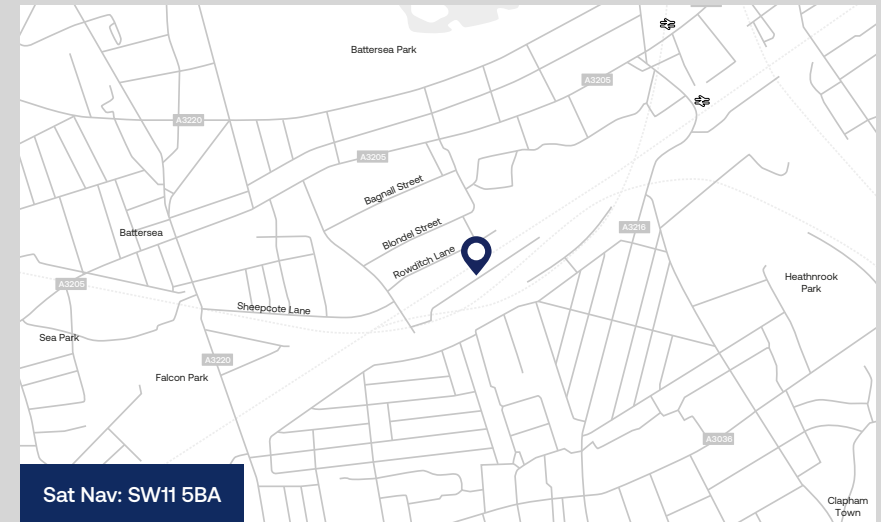 Battersea Park
A3205
A3220
A3205
Bagnall Street
Battersea
Blondel Street
A3216
Rowditch Lane
Heathnrook
Park
A3205
Sheepcote Lane
Sea Park
A3220
Falcon Park
A3036
Sat Nav: SW11 5BA
Clapham
Town